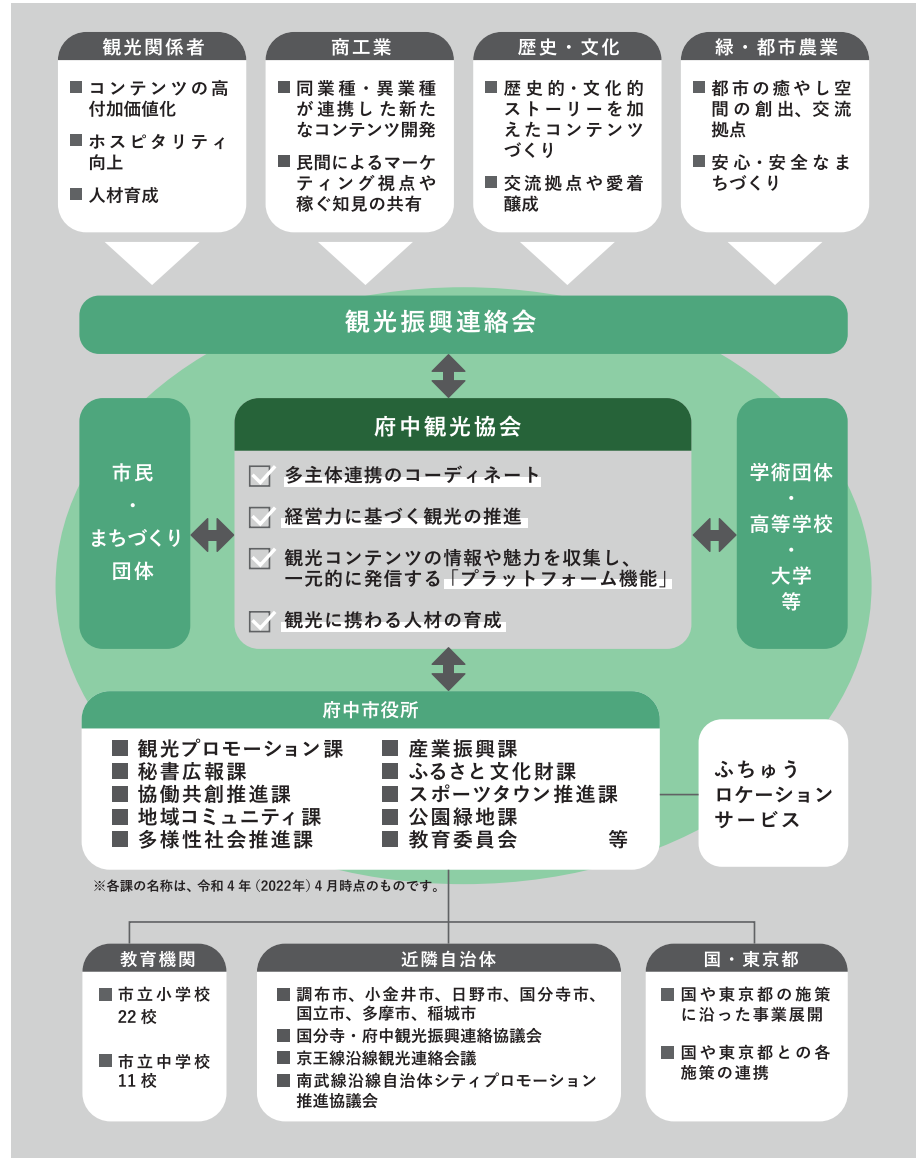 観光関係者
コンテンツの高
付加価値化
ホスピタリティ
向上
人材育成
商工業
同業種・異業種
が連携した新た
なコンテンツ開発
民間によるマーケ
ティング視点や
稼ぐ知見の共有
歴史・文化
歴史的・文化的
ストーリーを加
えたコンテンツ
づくり
交流拠点や愛着
醸成
緑・都市農業
都市の癒やし空
間の創出、交流
拠点
安心・安全なま
ちづくり
観光振興連絡会
市民
・
まちづくり
団体
府中観光協会
多主体連携のコーディネート
経営力に基づく観光の推進
観光コンテンツの情報や魅力を収集し、
一元的に発信する「プラットフォーム機能」
観光に携わる人材の育成
学術団体
・
高等学校
・
大学
等
府中市役所
観光プロモーション課
秘書広報課
協働共創推進課
地域コミュニティ課
多様性社会推進課
産業振興課
ふるさと文化財課
スポーツタウン推進課
公園緑地課
教育委員会 等
ふちゅう
ロケーション
サービス
※各課の名称は、令和4年(2022年)4月時点のものです。
教育機関
市立小学校
22校
市立中学校
11校
近隣自治体
調布市、小金井市、日野市、国分寺市、
国立市、多摩市、稲城市
国分寺・府中観光振興連絡協議会
京王線沿線観光連絡会議
南武線沿線自治体シティプロモーション
推進協議会
国・東京都
国や東京都の施策
に沿った事業展開
国や東京都との各
施策の連携